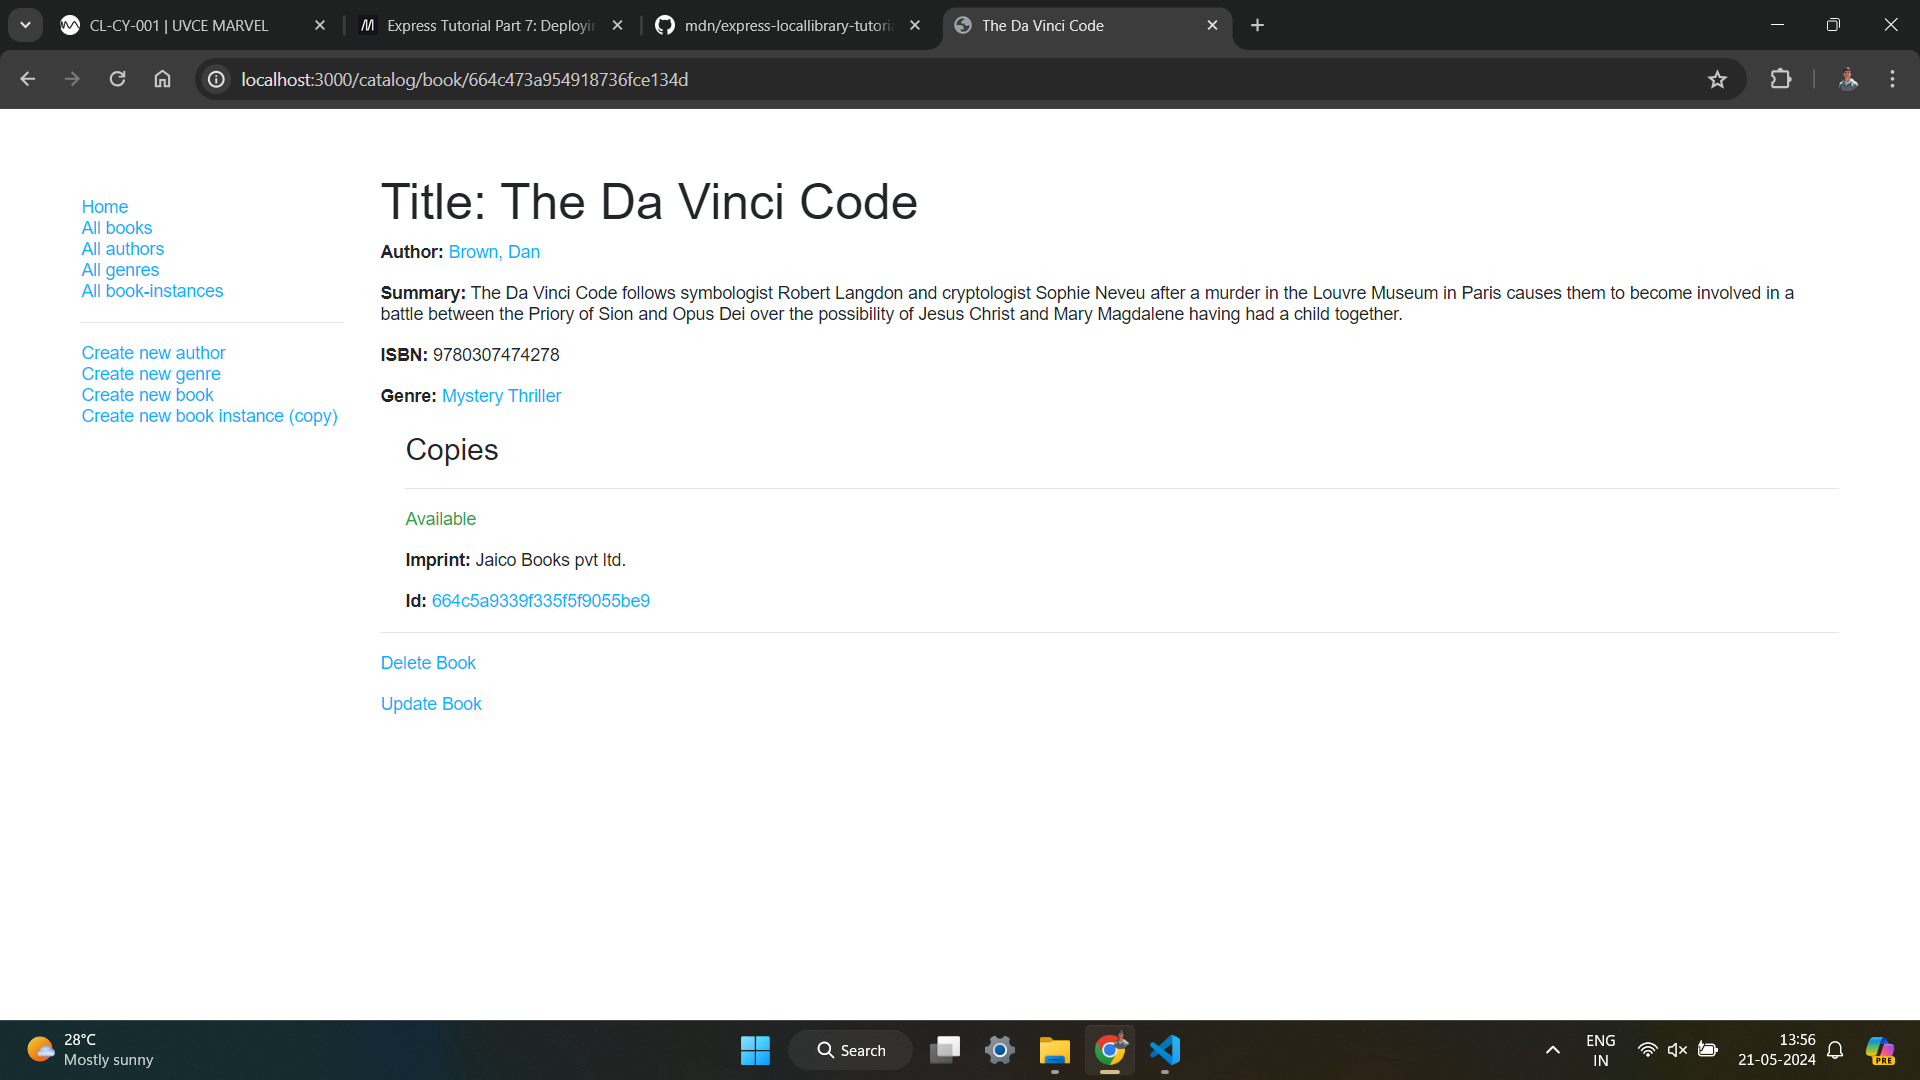 CL-CY-001 | UVCE MARVEL
Express Tutorial Part 7: Deployin
mdn/express-locallibrary-tutoria
The Da Vinci Code
localhost:3000/catalog/book/664c473a954918736fce134d
Home
All books
All authors
All genres
All book-instances
Create new author
Create new genre
Create new book
Create new book instance (copy)
Title: The Da Vinci Code
Author: Brown, Dan
Summary: The Da Vinci Code follows symbologist Robert Langdon and cryptologist Sophie Neveu after a murder in the Louvre Museum in Paris causes them to become involved in a
battle between the Priory of Sion and Opus Dei over the possibility of Jesus Christ and Mary Magdalene having had a child together.
ISBN: 9780307474278
Genre: Mystery Thriller
Copies
Available
Imprint: Jaico Books pvt ltd.
Id: 664c5a9339f335f5f9055be9
Delete Book
Update Book
28°C
Mostly sunny
Search
ENG
IN
13:56
21-05-2024
PRE